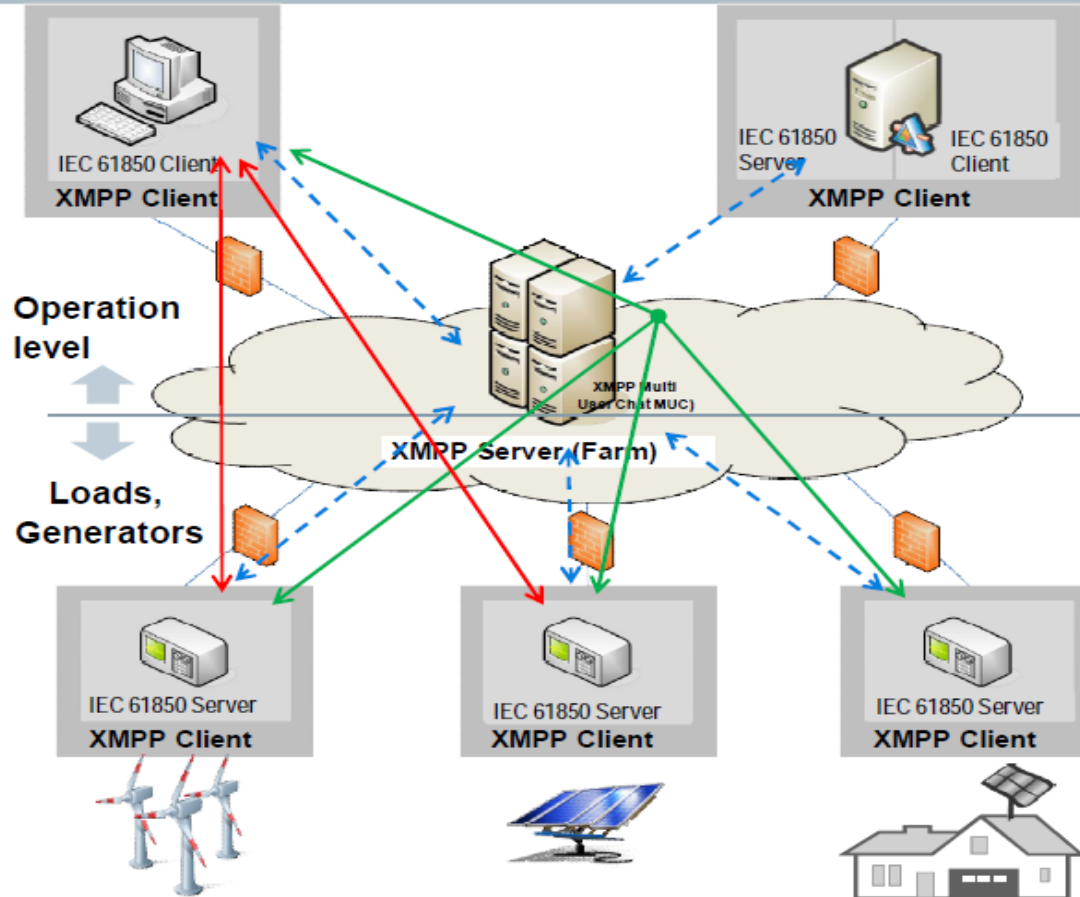 IEC 61850 Client
XMPP Client
IEC 61850
Server
IEC 61850
Client
XMPP Client
Operation
level
XMPP Multi
User Chat MUC)
XMPP Server (Farm)
Loads,
Generators
IEC 61850 Server
XMPP Client
IEC 61850 Server
XMPP Client
IEC 61850 Server
XMPP Client